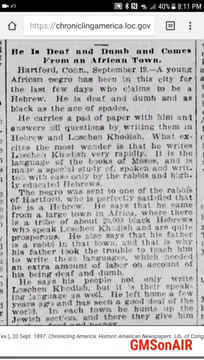 https://chroniclingamerica.loc.gov
20
40% 8:11 PM
He Is Deaf and Dumb and Comes
From an African Town.
Hartford, Conn., September 19.—A young
African negro has been in this city for
the last few days who claims to be a
Hebrew. He is deaf and dumb and as
black as the ace of spades.
He carries a pad of paper with him and
answers all questions by writing them in
Hebrew and Loschen Khodish. What ex-
cites the most wonder is that he writes
Loschen Khodish very rapidly. It is
the language of the books of Moses, and is
made a special study of, spoken and writ-
ten with ease only by the rabbis and high-
ly educated Hebrews.
The negro was sent to one of the rabbis
of Hartford, who is perfectly satisfied that
he is a Hebrew. He says that he came
from a large town in Africa, where there
is a tribe of about 20,000 black Hebrews
who speak Loschen Khodish and are quite
prosperous. He also says that his father
is a rabbi in that town, and that is why
his father took the trouble to teach him
to write these languages, which needed
an extra amount of labor on account of
his being deaf and dumb.
He says his people not only write
Loschen Khodish, but it is their speak-
ing language as well. He left home a few
years ago and has seen a good deal of the
world. In each town he hunts up the
Jewish section, and there they give him
GMSonAIR
20 Sept. 1897. Chronicling America: Historic American Newspapers. Lib. of Cong